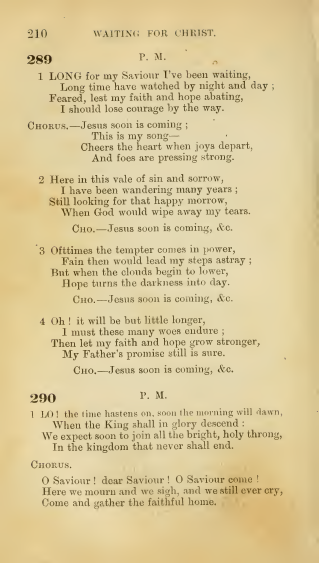 210 WAITING FOR CHRIST.
289 P. M.
1 LONG for my Saviour I've been waiting,
Long time have watched by night and day ;
Feared, lest my faith and hope abating,
I should lose courage by the way.
CHORUS.—Jesus soon is coming ;
This is my song—
Cheers the heart when joys depart,
And foes are pressing strong.
2 Here in this vale of sin and sorrow,
I have been wandering many years ;
Still looking for that happy morrow,
When God would wipe away my tears.
CHO.—Jesus soon is coming, &c.
3 Ofttimes the tempter comes in power,
Fain then would lead my steps astray ;
But when the clouds begin to lower,
Hope turns the darkness into day.
CHO.—Jesus soon is coming, &c.
4 Oh ! it will be but little longer,
I must these many woes endure ;
Then let my faith and hope grow stronger,
My Father's promise still is sure.
CHO.—Jesus soon is coming, &c.
290 P. M.
1 LO ! the time hastens on, soon the morning will dawn,
When the King shall in glory descend :
We expect soon to join all the bright, holy throng,
In the kingdom that never shall end.
CHORUS.
O Saviour ! dear Saviour ! O Saviour come !
Here we mourn and we sigh, and we still ever cry,
Come and gather the faithful home.